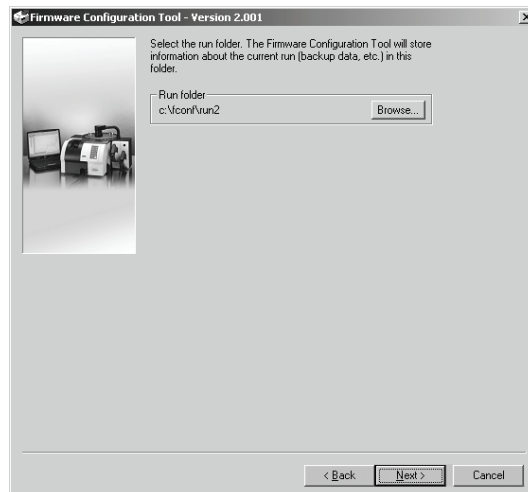 Firmware Configuration Tool - Version 2.001
Select the run folder. The Firmware Configuration Tool will store
information about the current run (backup data, etc.) in this
folder.
Run folder
c:\fconf\run2
Browse...
< Back
Next >
Cancel